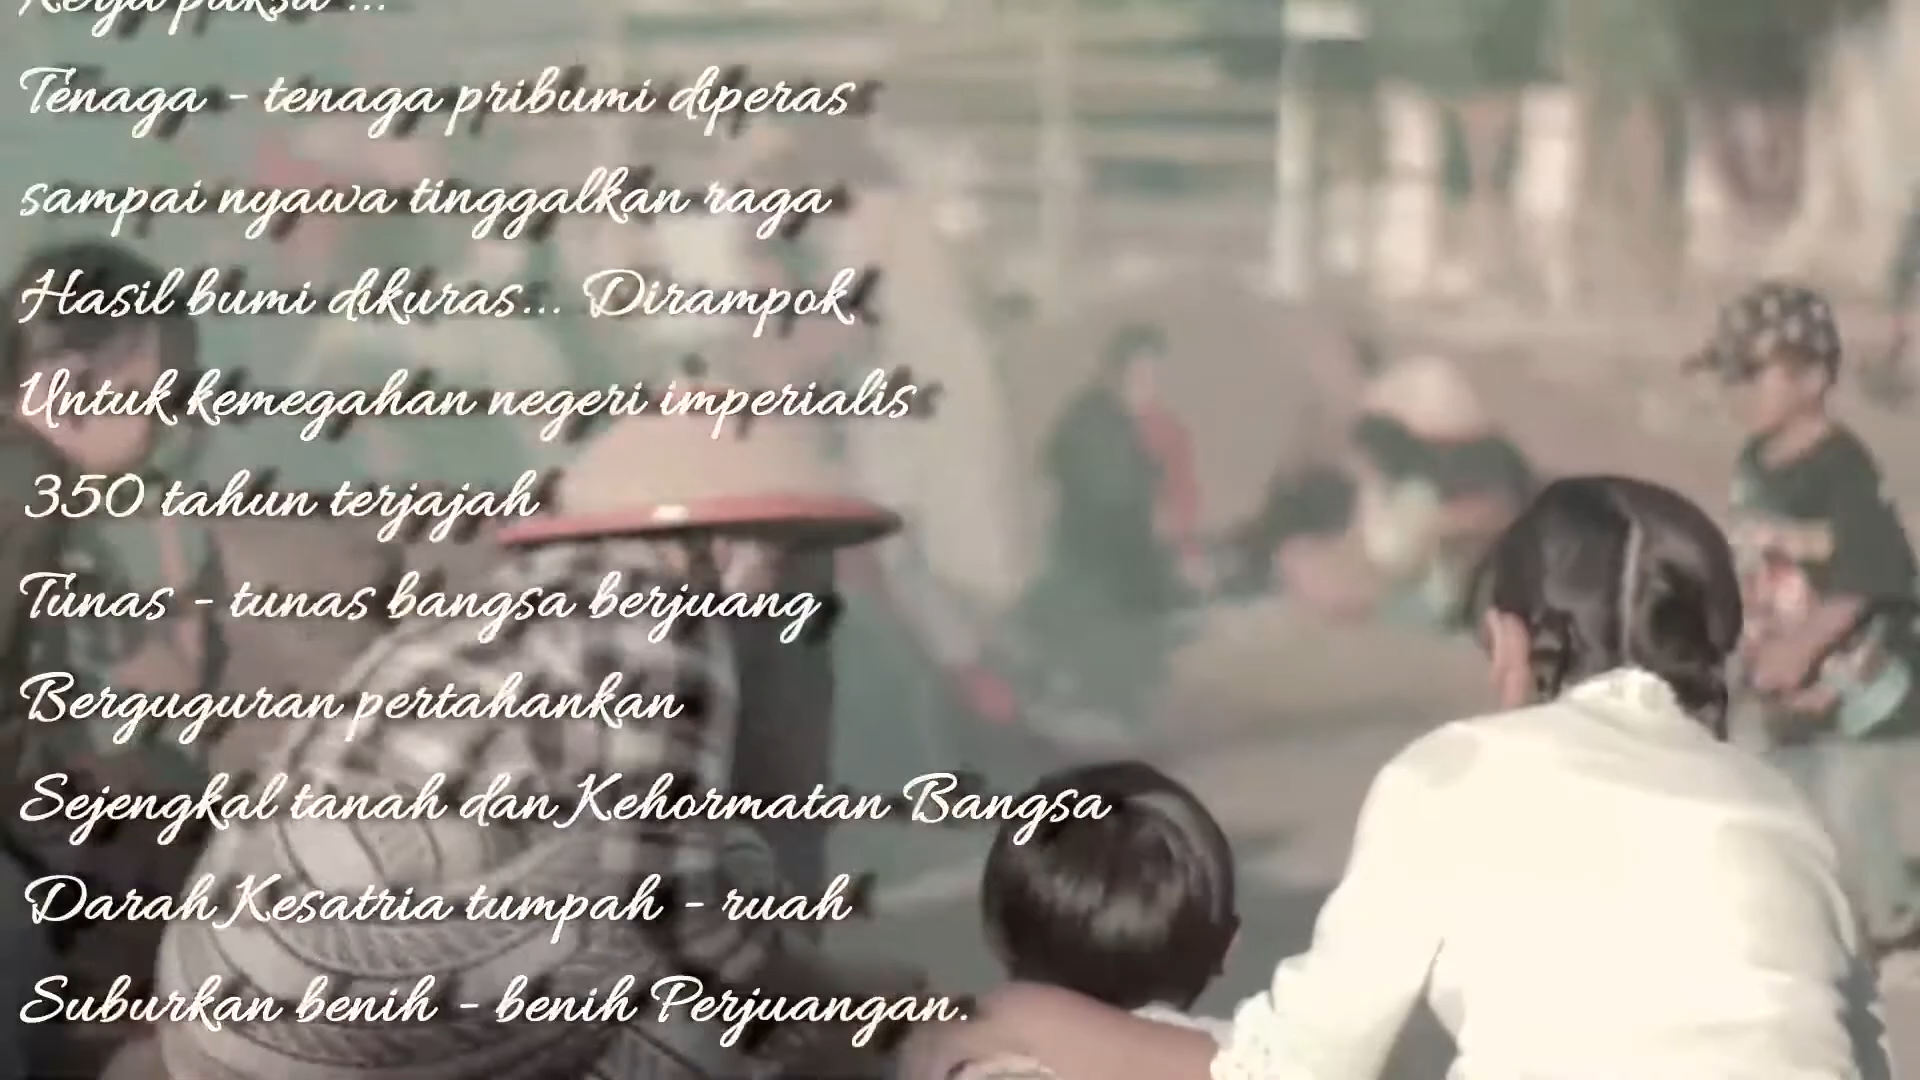 Kerja paksa ...
Tenaga - tenaga pribumi diperas
sampai nyawa tinggalkan raga
Hasil bumi dikuras... Dirampok
Untuk kemegahan negeri imperialis
350 tahun terjajah
Tunas - tunas bangsa berjuang
Berguguran pertahankan
Sejengkal tanah dan Kehormatan Bangsa
Darah Kesatria tumpah - ruah
Suburkan benih - benih Perjuangan.